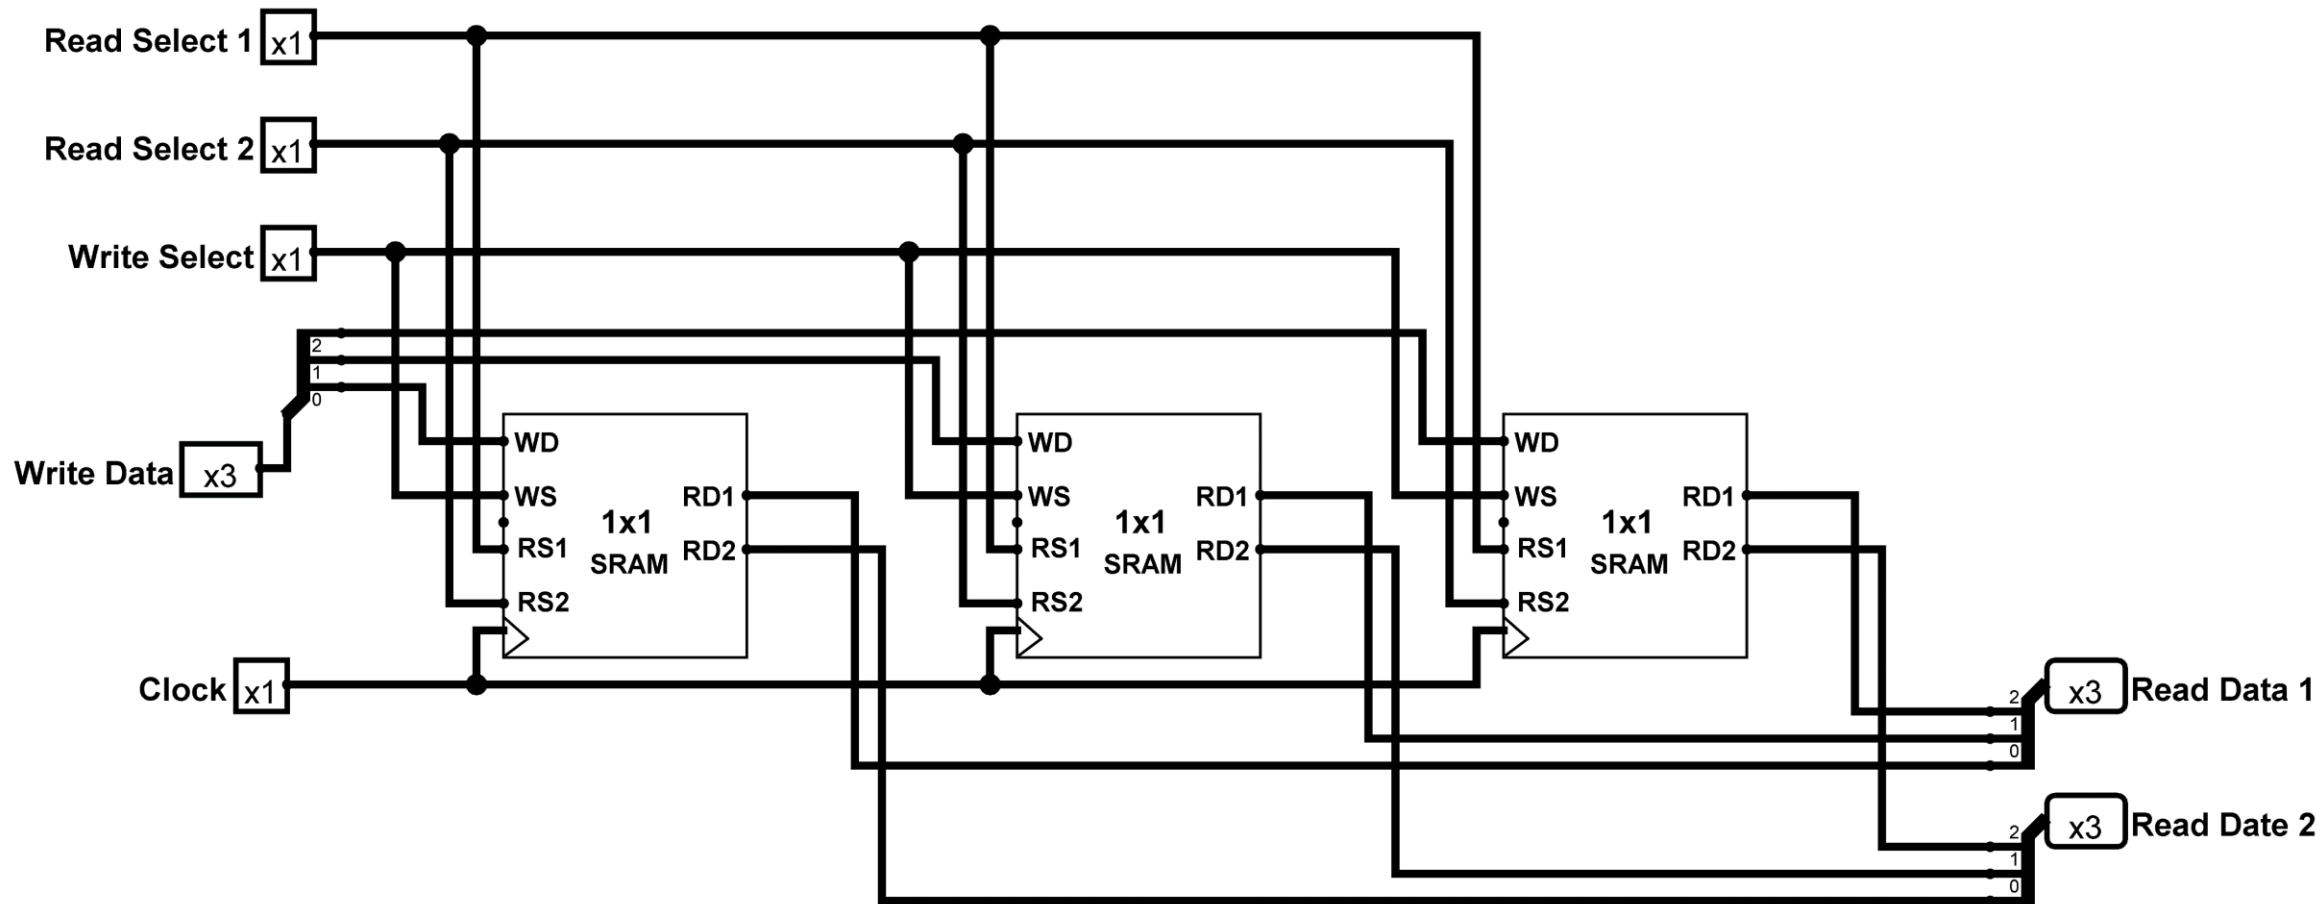 Read Select 1 x1
Read Select 2 x1
Write Select x1
2
1
0
Write Data x3
WD
WS
RS1
RS2
1x1
SRAM
RD1
RD2
WD
WS
RS1
RS2
1x1
SRAM
RD1
RD2
WD
WS
RS1
RS2
1x1
SRAM
RD1
RD2
Clock x1
2
1
0
x3 Read Data 1
2
1
0
x3 Read Date 2